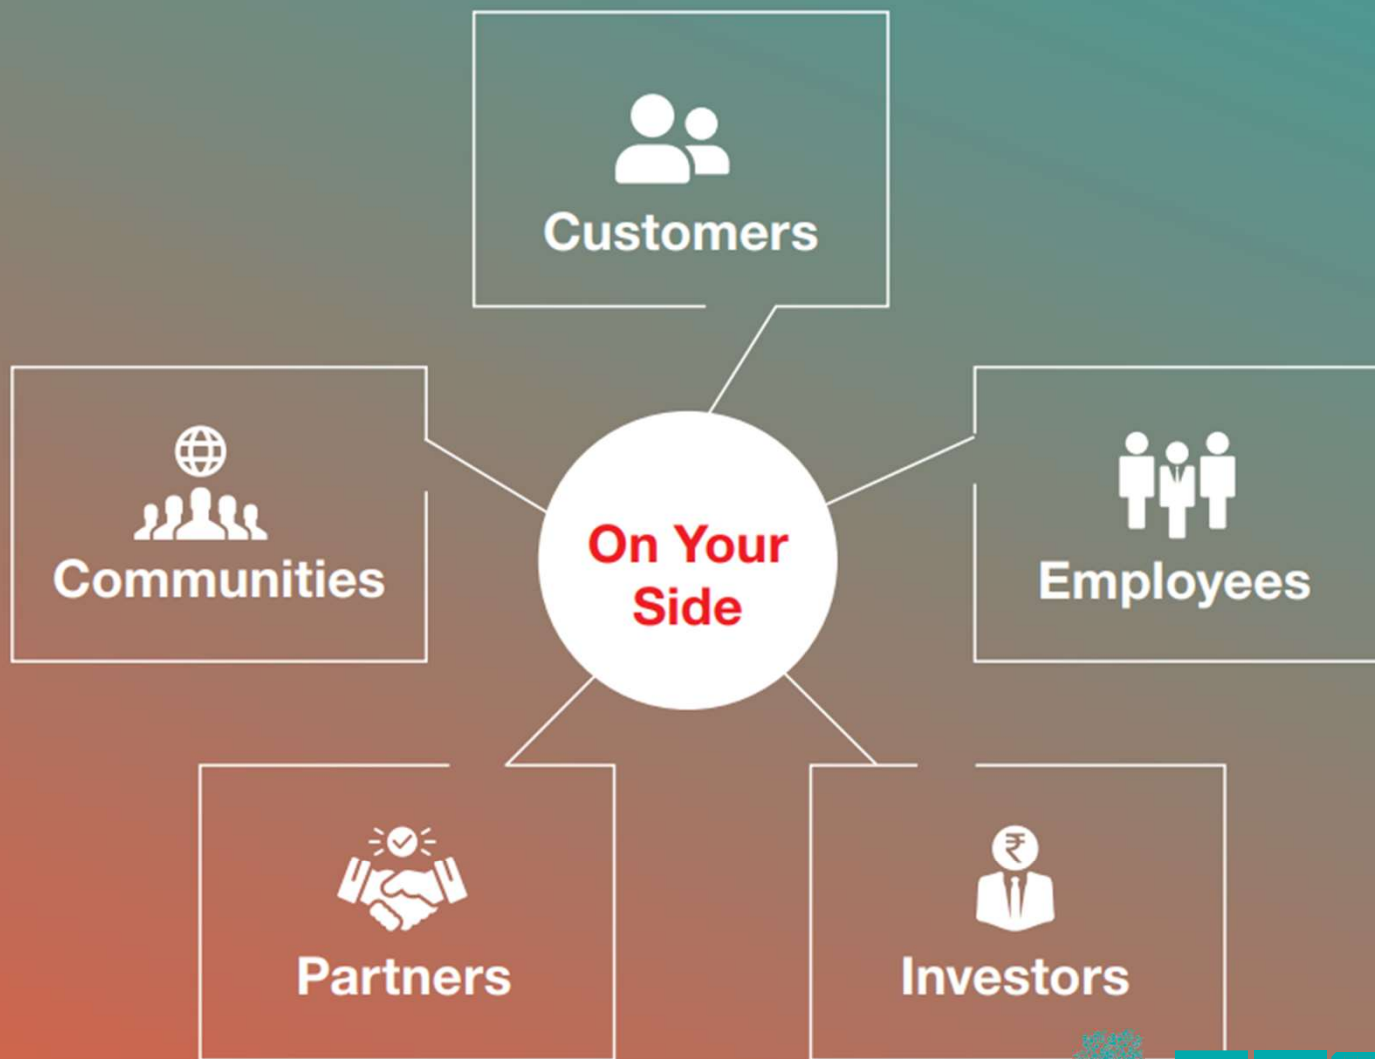 Customers
Communities
On Your
Side
Employees
Partners
₹
Investors